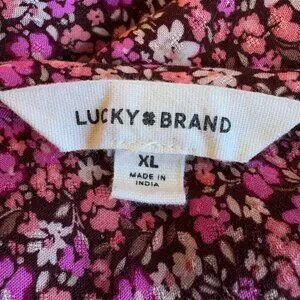 LUCKY BRAND
XL
MADE IN
INDIA